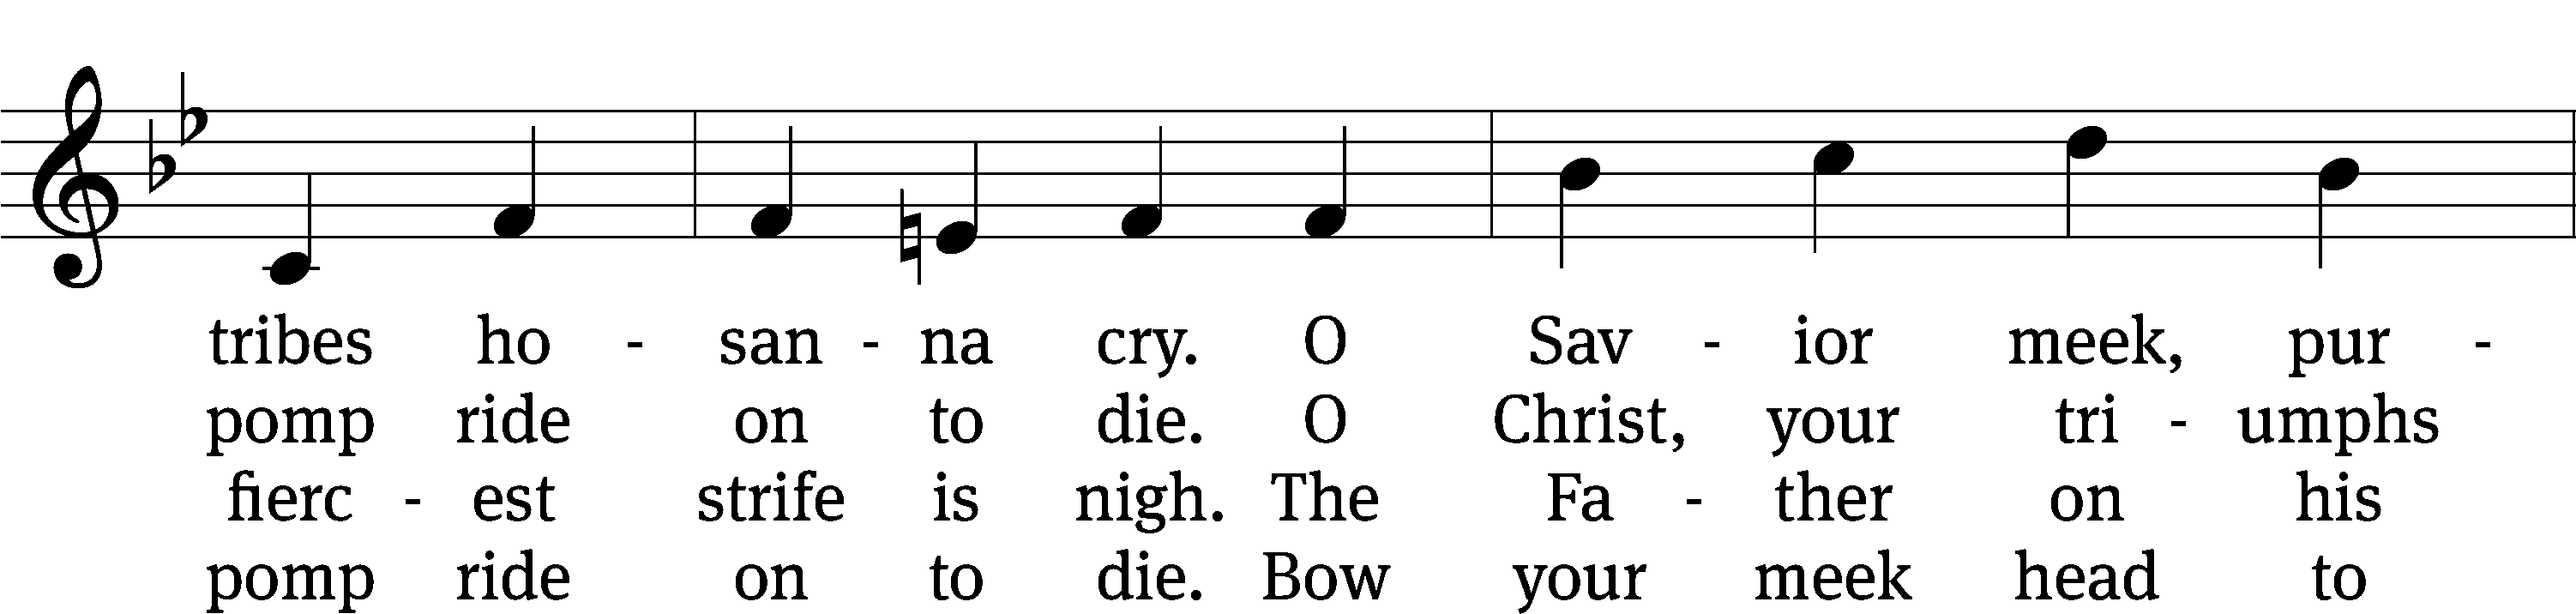 tribes ho - san - na cry. O Sav - ior meek, pur -
pomp ride on to die. O Christ, your tri - umphs
fierc - est strife is nigh. The Fa - ther on his
pomp ride on to die. Bow your meek head to